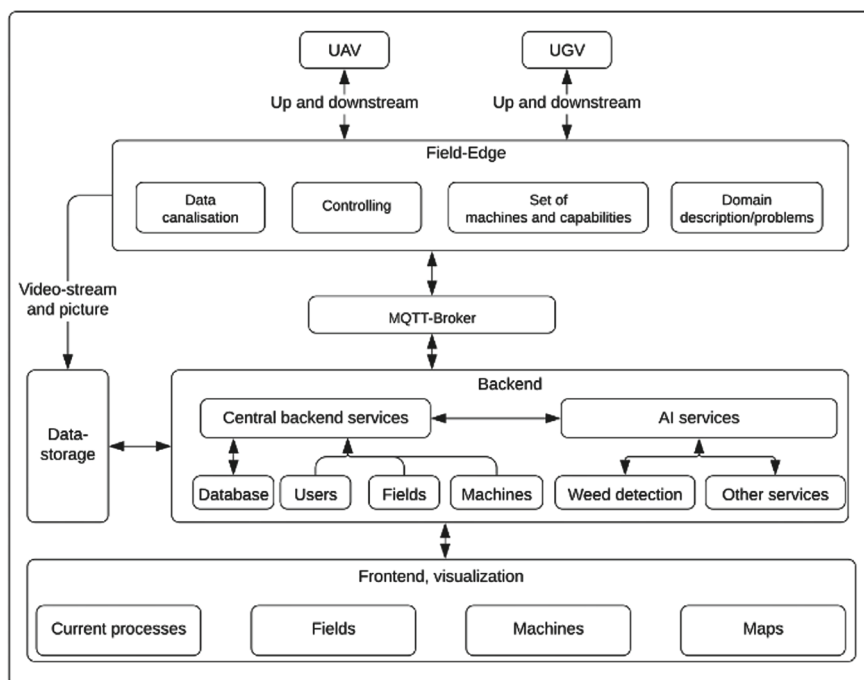 UAV
UGV
Up and downstream
Up and downstream
Field-Edge
Data
canalisation
Controlling
Set of
machines and capabilities
Domain
description/problems
Video-stream
and picture
MQTT-Broker
Backend
Data-
storage
Central backend services
AI services
Database
Users
Fields
Machines
Weed detection
Other services
Frontend, visualization
Current processes
Fields
Machines
Maps